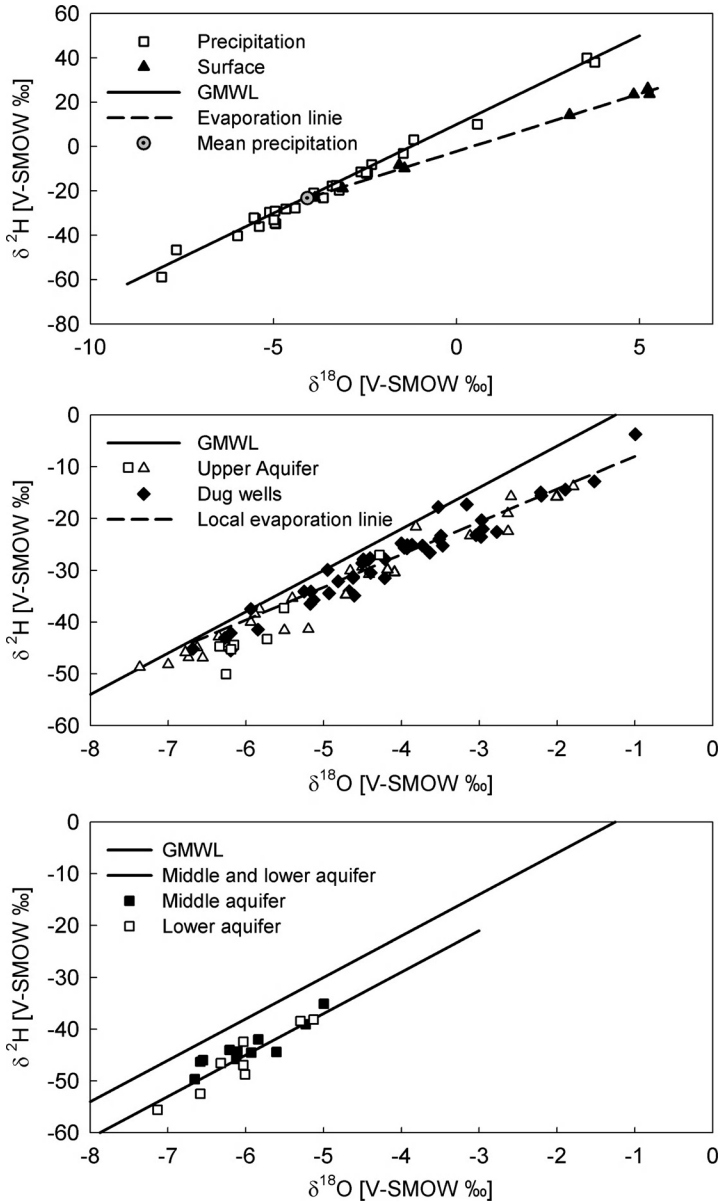 60
40
20
0
-20
-40
-60
-80
δ ²H [V-SMOW ‰]
Precipitation
Surface
GMWL
Evaporation linie
Mean precipitation
-10 -5 0 5
δ¹⁸O [V-SMOW ‰]
0
-10
-20
-30
-40
-50
-60
δ ²H [V-SMOW ‰]
GMWL
Upper Aquifer
Dug wells
Local evaporation linie
-8 -7 -6 -5 -4 -3 -2 -1 0
δ¹⁸O [V-SMOW ‰]
0
-10
-20
-30
-40
-50
-60
δ ²H [V-SMOW ‰]
GMWL
Middle and lower aquifer
Middle aquifer
Lower aquifer
-8 -7 -6 -5 -4 -3 -2 -1 0
δ¹⁸O [V-SMOW ‰]